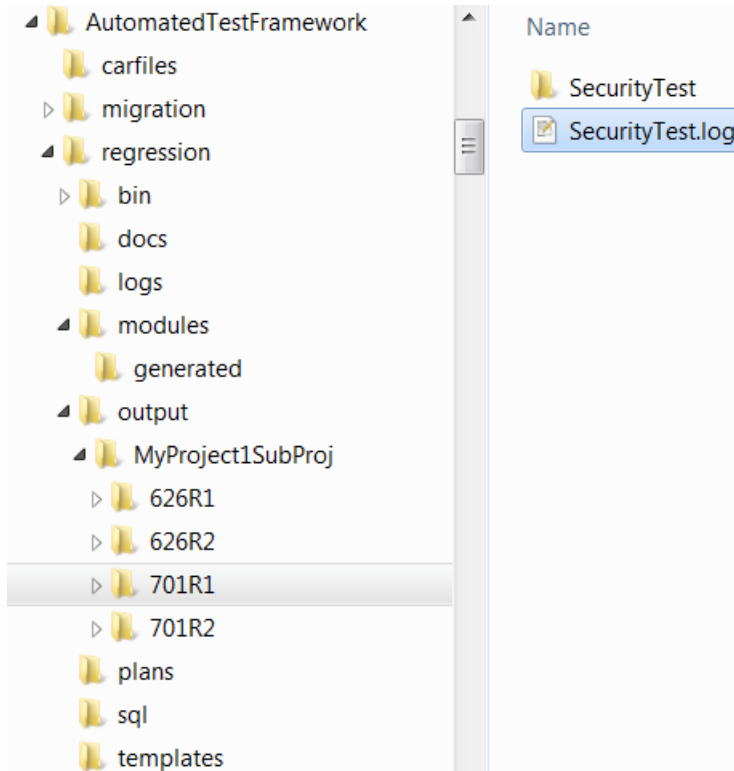 AutomatedTestFramework
carfiles
migration
regression
bin
docs
logs
modules
generated
output
MyProject1SubProj
626R1
626R2
701R1
701R2
plans
sql
templates
Name
SecurityTest
SecurityTest.log